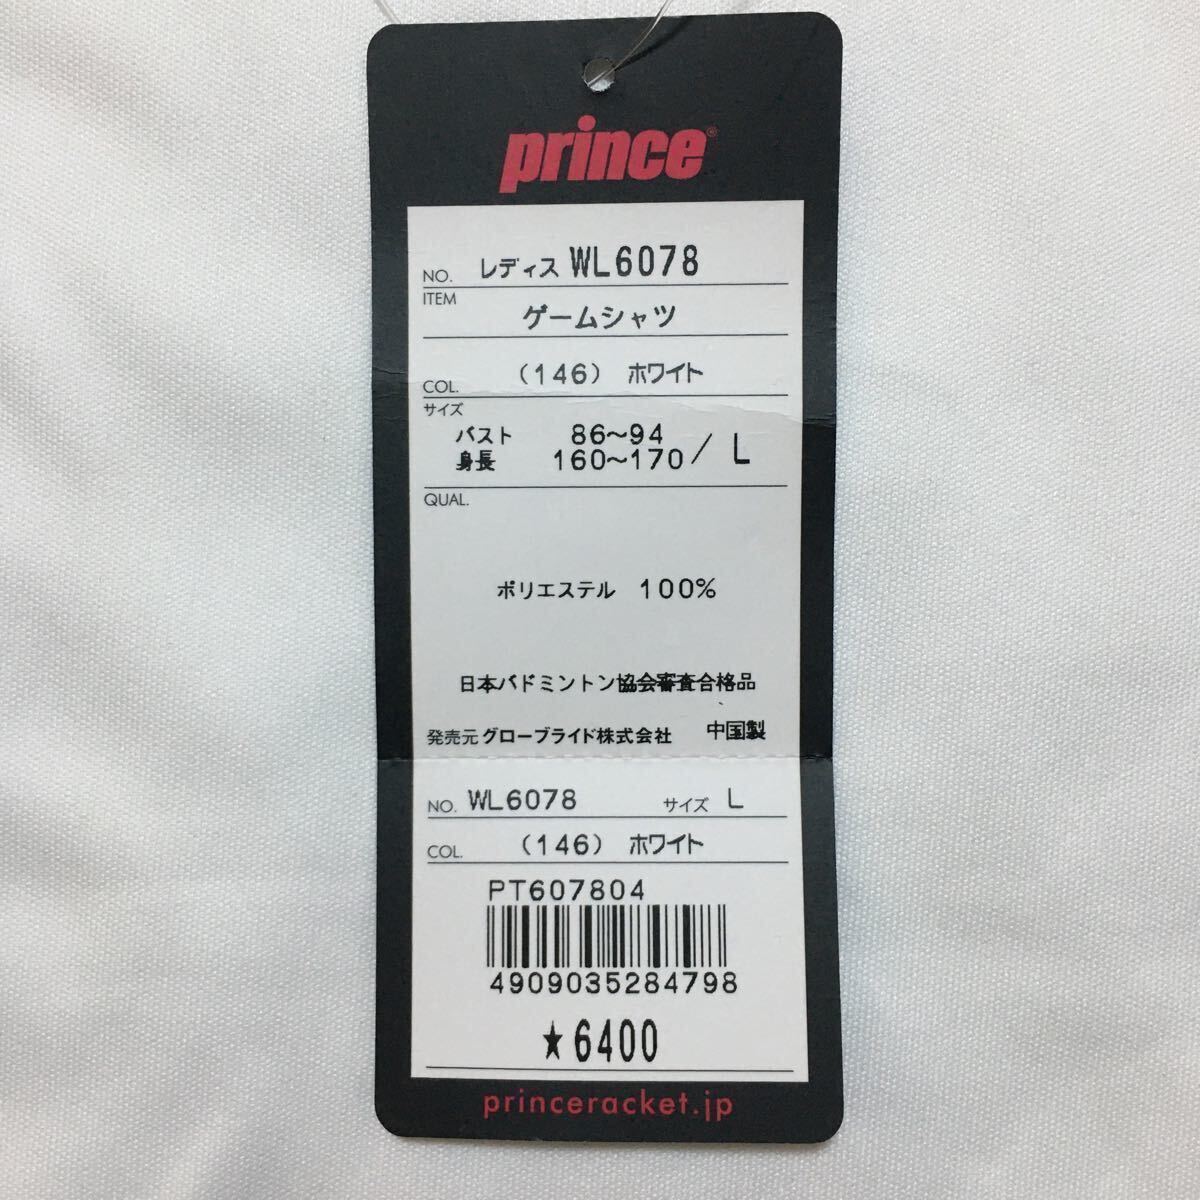 prince®
NO. レディス WL6078
ITEM
ゲームシャツ
COL. (146) ホワイト
サイズ
バスト 86〜94
身長 160〜170 / L
QUAL.
ポリエステル 100%
日本バドミントン協会審査合格品
発売元 グローブライド株式会社 中国製
NO. WL6078 サイズ L
COL. (146) ホワイト
PT607804
4909035284798
★6400
princeracket.jp